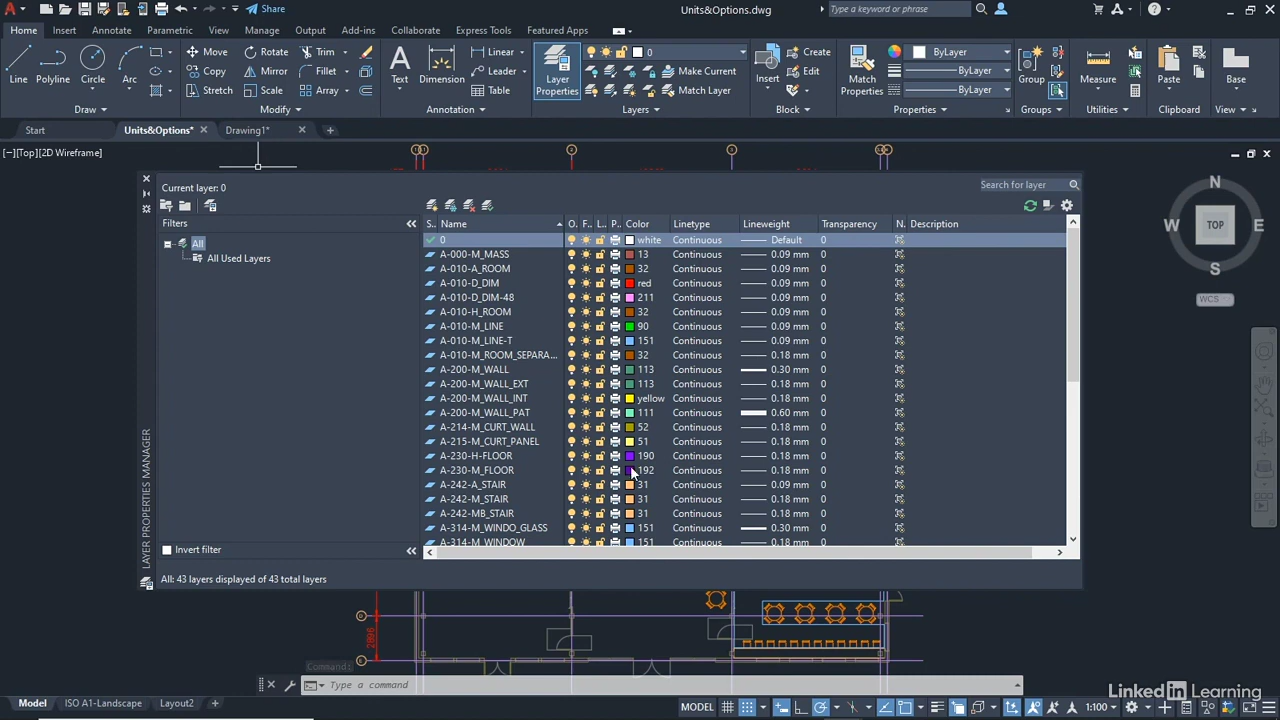 Share
Units&Options.dwg
Type a keyword or phrase
Home Insert Annotate Parametric View Manage Output Add-ins Collaborate Express Tools Featured Apps
Line Polyline Circle Arc
Move Rotate Trim
Copy Mirror Fillet
Stretch Scale Array
Text Dimension
Linear
Leader
Table
Layer Properties
0
Make Current
Match Layer
Insert
Create
Edit
Match Properties
ByLayer
ByLayer
ByLayer
Group
Measure
Paste
Base
Draw Modify Annotation Layers Block Properties Groups Utilities Clipboard View
Start Units&Options* Drawing1*
[–][Top][2D Wireframe]
Current layer: 0
Search for layer
Filters
All
All Used Layers
S.. Name O. F.. L.. P.. Color Linetype Lineweight Transparency N. Description
0 white Continuous Default 0
A-000-M_MASS 13 Continuous 0.09 mm 0
A-010-A_ROOM 32 Continuous 0.09 mm 0
A-010-D_DIM red Continuous 0.09 mm 0
A-010-D_DIM-48 211 Continuous 0.09 mm 0
A-010-H_ROOM 32 Continuous 0.09 mm 0
A-010-M_LINE 90 Continuous 0.09 mm 0
A-010-M_LINE-T 151 Continuous 0.09 mm 0
A-010-M_ROOM_SEPARA... 32 Continuous 0.18 mm 0
A-200-M_WALL 113 Continuous 0.30 mm 0
A-200-M_WALL_EXT 113 Continuous 0.18 mm 0
A-200-M_WALL_INT yellow Continuous 0.18 mm 0
A-200-M_WALL_PAT 111 Continuous 0.60 mm 0
A-214-M_CURT_WALL 52 Continuous 0.18 mm 0
A-215-M_CURT_PANEL 51 Continuous 0.18 mm 0
A-230-H-FLOOR 190 Continuous 0.18 mm 0
A-230-M_FLOOR 192 Continuous 0.18 mm 0
A-242-A_STAIR 31 Continuous 0.09 mm 0
A-242-M_STAIR 31 Continuous 0.18 mm 0
A-242-MB_STAIR 31 Continuous 0.18 mm 0
A-314-M_WINDO_GLASS 151 Continuous 0.30 mm 0
A-314-M_WINDOW 151 Continuous 0.18 mm 0
Invert filter
All: 43 layers displayed of 43 total layers
LAYER PROPERTIES MANAGER
N
W TOP E
S
WCS
2896
Command:
Type a command
LinkedIn Learning
Model ISO A1-Landscape Layout2
MODEL 1:100